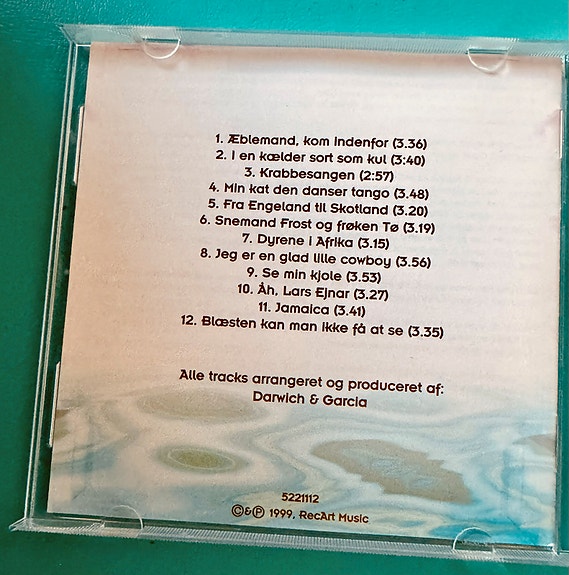 1. Æblemand, kom indenfor (3.36)
2. I en kælder sort som kul (3:40)
3. Krabbesangen (2:57)
4. Min kat den danser tango (3.48)
5. Fra Engeland til Skotland (3.20)
6. Snemand Frost og frøken Tø (3.19)
7. Dyrene i Afrika (3.15)
8. Jeg er en glad lille cowboy (3.56)
9. Se min kjole (3.53)
10. Åh, Lars Ejnar (3.27)
11. Jamaica (3.41)
12. Blæsten kan man ikke få at se (3.35)
Alle tracks arrangeret og produceret af:
Darwich & Garcia
5221112
©&℗ 1999, RecArt Music